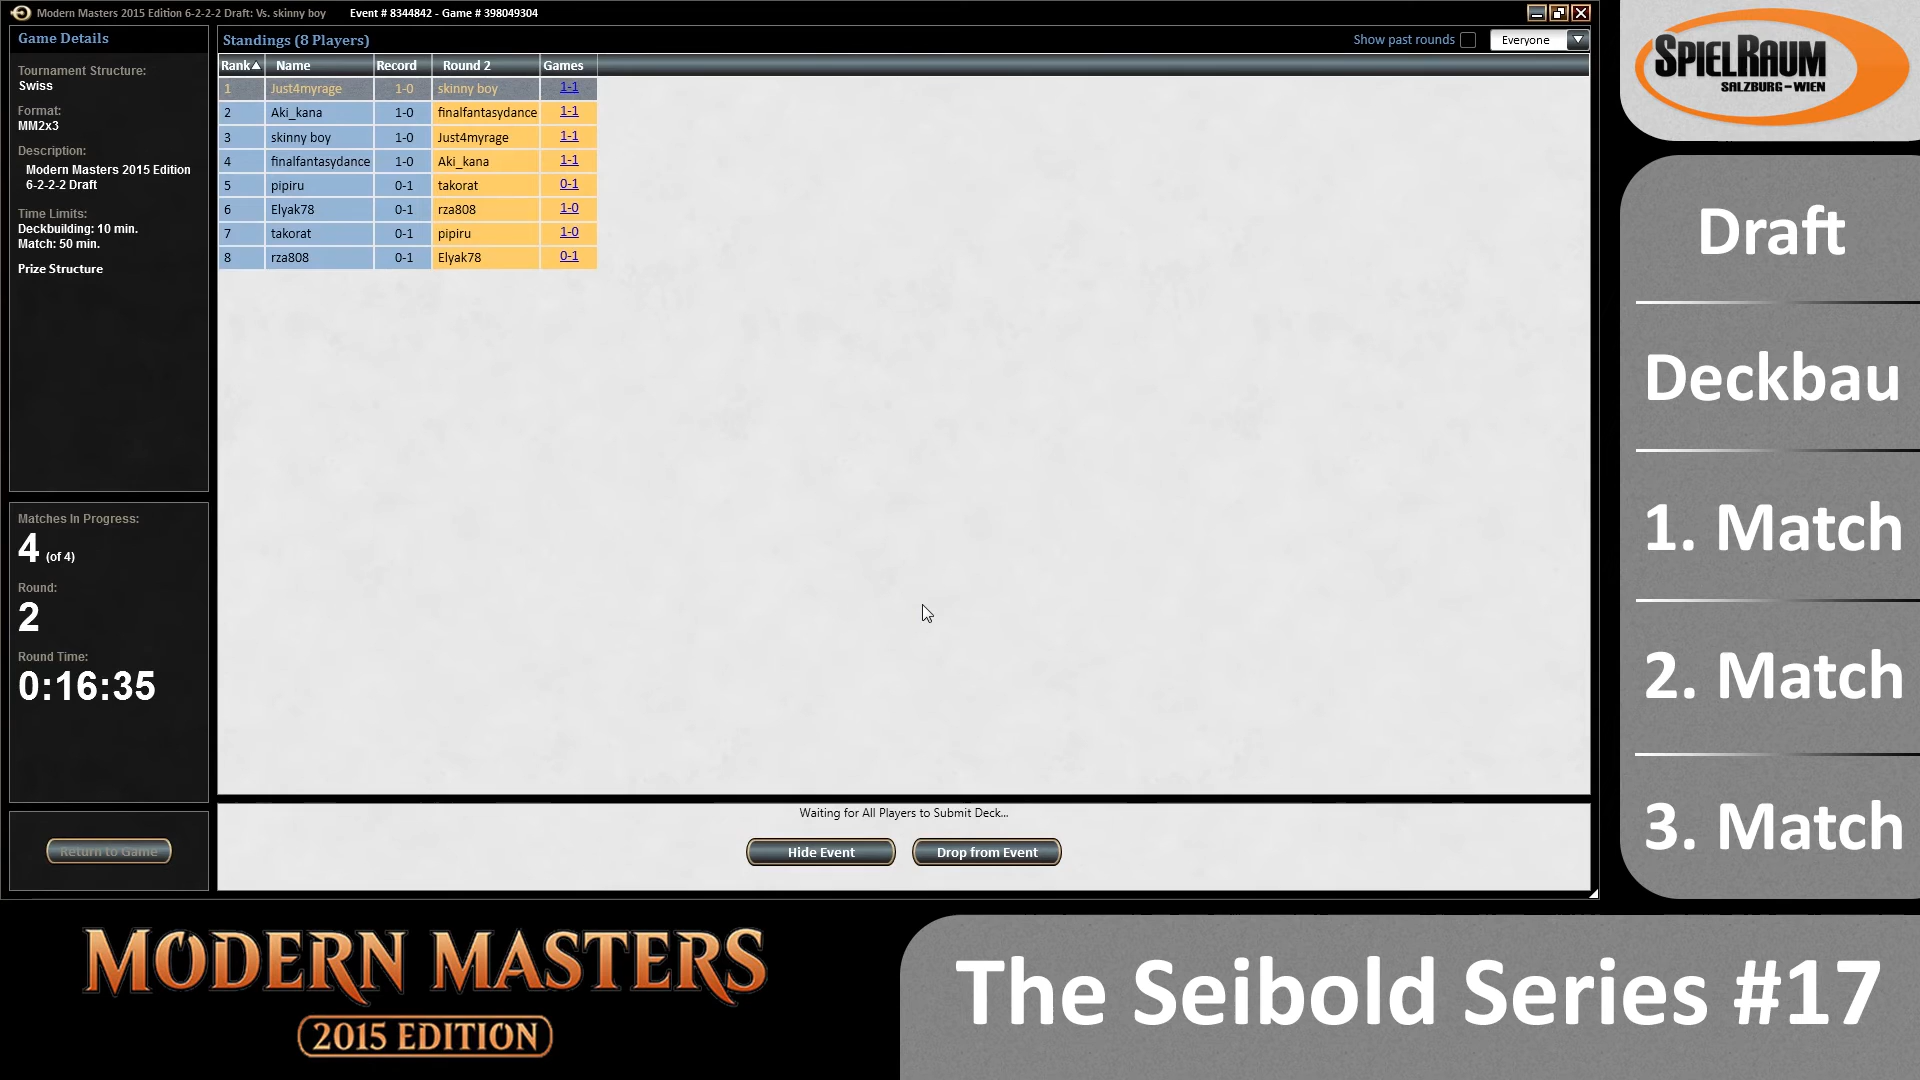 Modern Masters 2015 Edition 6-2-2-2 Draft: Vs. skinny boy Event # 8344842 - Game # 398049304
Game Details
Tournament Structure:
Swiss
Format:
MM2x3
Description:
Modern Masters 2015 Edition
6-2-2-2 Draft
Time Limits:
Deckbuilding: 10 min.
Match: 50 min.
Prize Structure
Matches In Progress:
4 (of 4)
Round:
2
Round Time:
0:16:35
Return to Game
Standings (8 Players) Show past rounds Everyone
Rank Name Record Round 2 Games
1 Just4myrage 1-0 skinny boy 1-1
2 Aki_kana 1-0 finalfantasydance 1-1
3 skinny boy 1-0 Just4myrage 1-1
4 finalfantasydance 1-0 Aki_kana 1-1
5 pipiru 0-1 takorat 0-1
6 Elyak78 0-1 rza808 1-0
7 takorat 0-1 pipiru 1-0
8 rza808 0-1 Elyak78 0-1
Waiting for All Players to Submit Deck...
Hide Event Drop from Event
SPIELRAUM
SALZBURG-WIEN
Draft
Deckbau
1. Match
2. Match
3. Match
MODERN MASTERS
2015 EDITION
The Seibold Series #17